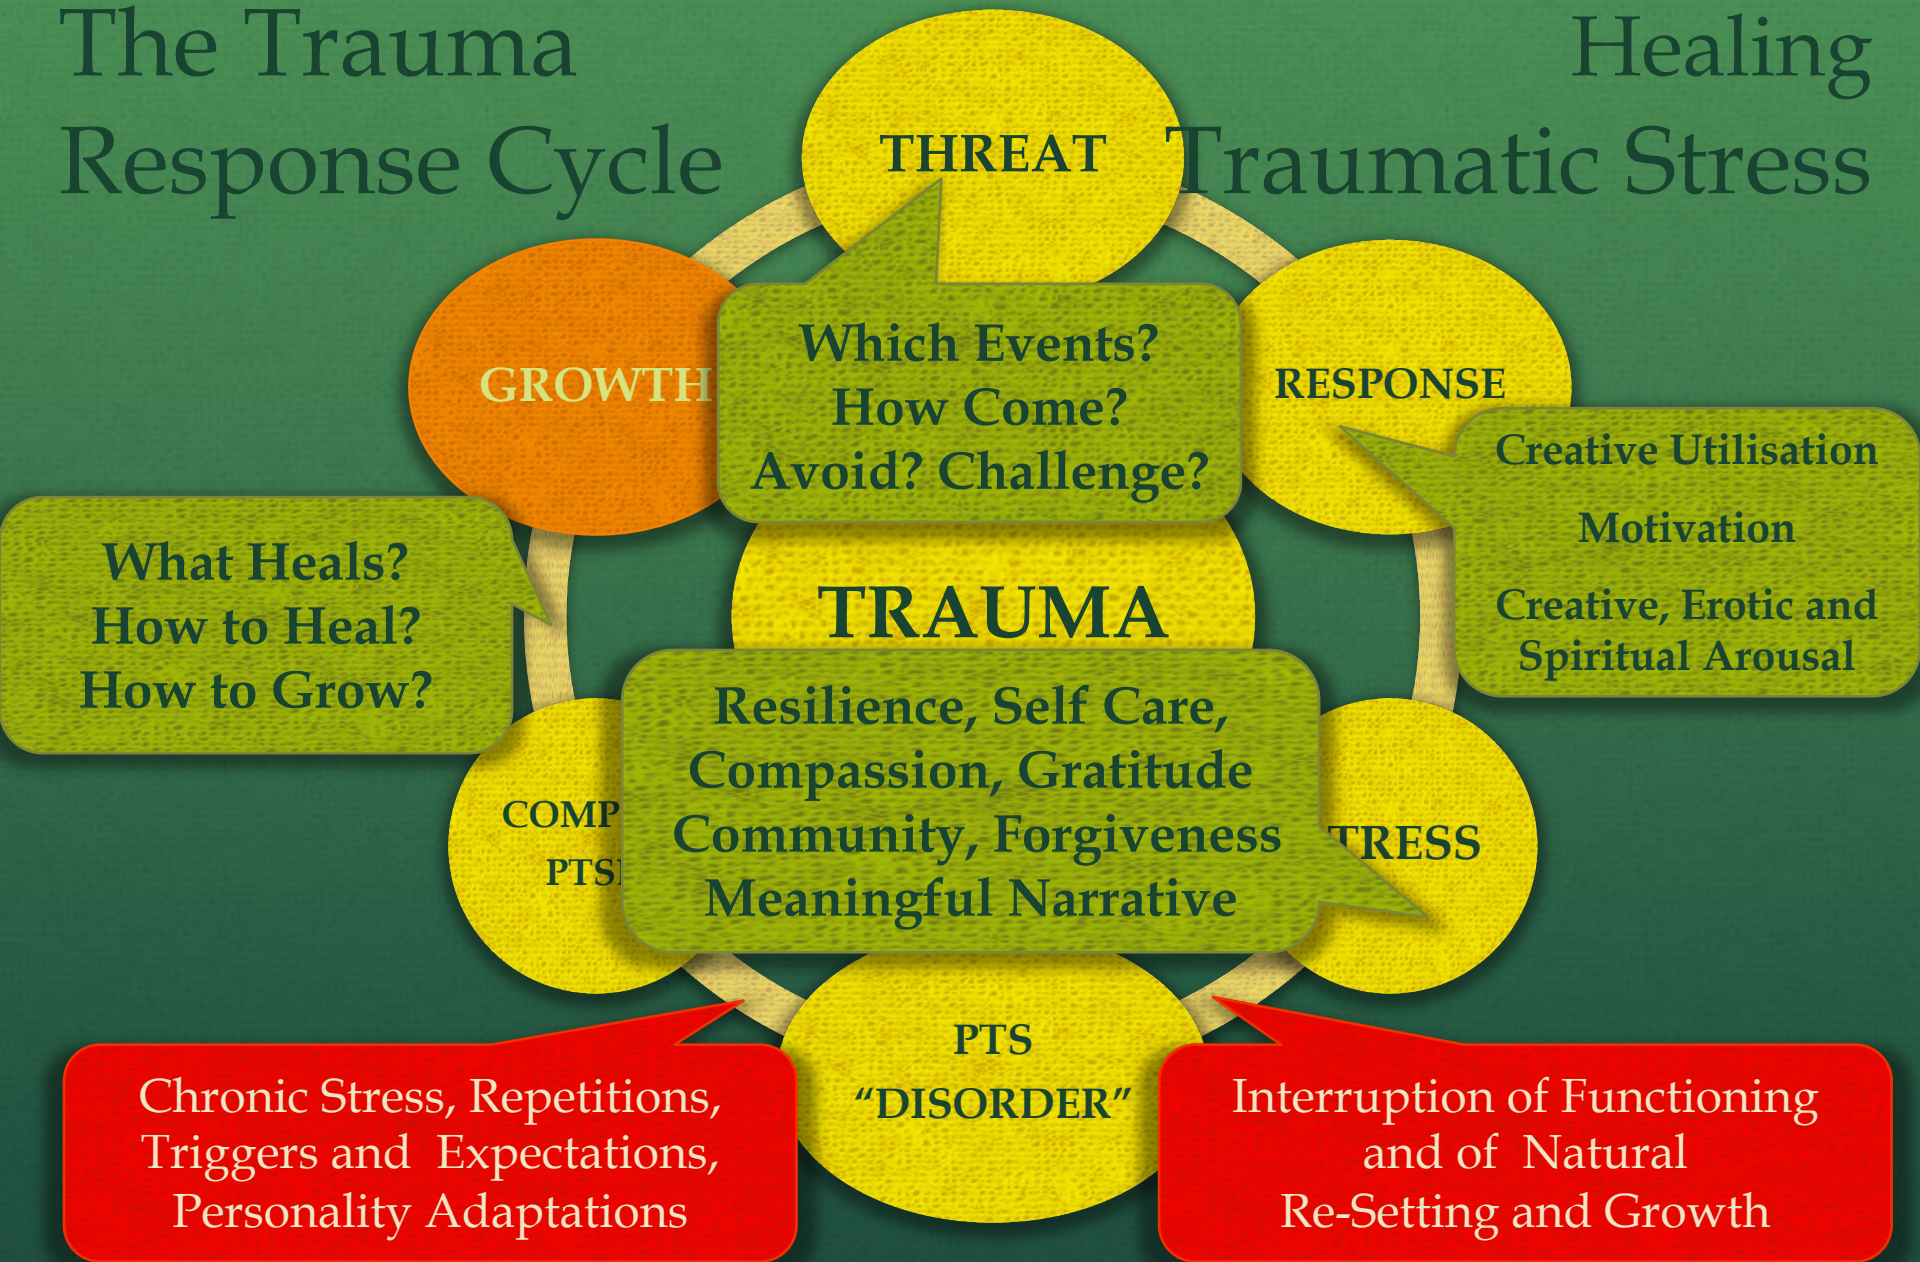 The Trauma
Response Cycle
Healing
Traumatic Stress
THREAT
GROWTH
Which Events?
How Come?
Avoid? Challenge?
RESPONSE
Creative Utilisation
Motivation
Creative, Erotic and
Spiritual Arousal
What Heals?
How to Heal?
How to Grow?
TRAUMA
Resilience, Self Care,
Compassion, Gratitude
Community, Forgiveness
Meaningful Narrative
COMP
PTS
TRESS
PTS
“DISORDER”
Chronic Stress, Repetitions,
Triggers and Expectations,
Personality Adaptations
Interruption of Functioning
and of Natural
Re-Setting and Growth